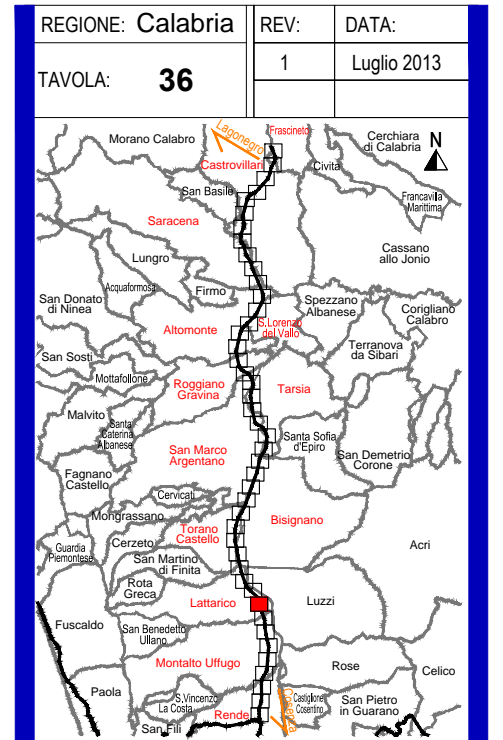 REGIONE: Calabria
REV:
DATA:
TAVOLA: 36
1
Luglio 2013
Lagonegro
Frascineto
Morano Calabro
Cerchiara
di Calabria
N
Castrovillari
Civita
San Basile
Francavilla
Marittima
Saracena
Cassano
allo Jonio
Lungro
Acquaformosa
Firmo
San Donato
di Ninea
Spezzano
Albanese
Corigliano
Calabro
S.Lorenzo
del Vallo
Altomonte
Terranova
da Sibari
San Sosti
Mottafollone
Roggiano
Gravina
Tarsia
Malvito
Santa
Caterina
Albanese
Santa Sofia
d'Epiro
San Marco
Argentano
San Demetrio
Corone
Fagnano
Castello
Cervicati
Mongrassano
Bisignano
Torano
Castello
Guardia
Piemontese
Cerzeto
Acri
San Martino
di Finita
Rota
Greca
Lattarico
Luzzi
Fuscaldo
San Benedetto
Ullano
Montalto Uffugo
Rose
Celico
Paola
S.Vincenzo
La Costa
Cosenza
Castiglione
Cosentino
San Pietro
in Guarano
Rende
San Fili